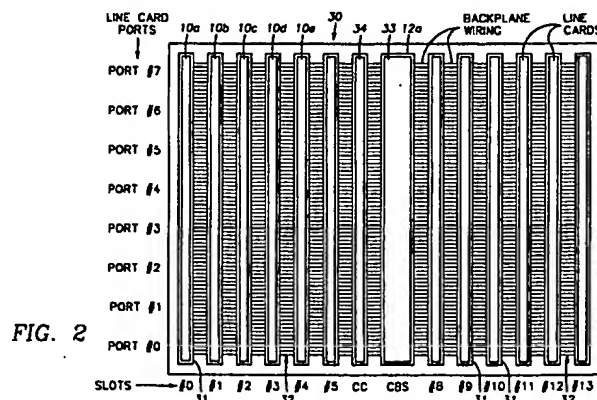 LINE CARD PORTS
10a 10b 10c 10d 10e 30 34 33 12a
BACKPLANE WIRING
LINE CARDS
PORT #7
PORT #6
PORT #5
PORT #4
PORT #3
PORT #2
PORT #1
PORT #0
FIG. 2
SLOTS #0 #1 #2 #3 #4 #5 CC CBS #8 #9 #10 #11 #12 #13
31 32 31 31 32